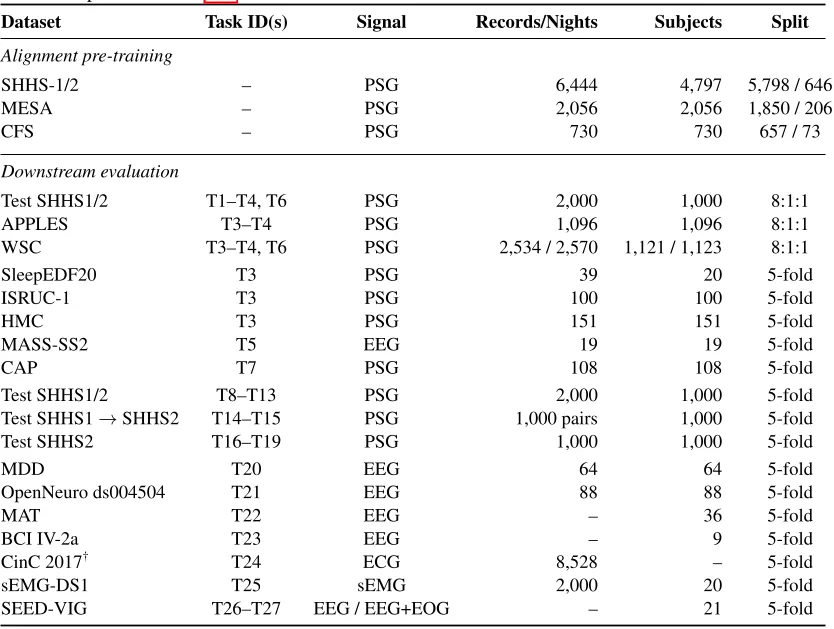 Dataset Task ID(s) Signal Records/Nights Subjects Split
Alignment pre-training
SHHS-1/2 – PSG 6,444 4,797 5,798 / 646
MESA – PSG 2,056 2,056 1,850 / 206
CFS – PSG 730 730 657 / 73
Downstream evaluation
Test SHHS1/2 T1–T4, T6 PSG 2,000 1,000 8:1:1
APPLES T3–T4 PSG 1,096 1,096 8:1:1
WSC T3–T4, T6 PSG 2,534 / 2,570 1,121 / 1,123 8:1:1
SleepEDF20 T3 PSG 39 20 5-fold
ISRUC-1 T3 PSG 100 100 5-fold
HMC T3 PSG 151 151 5-fold
MASS-SS2 T5 EEG 19 19 5-fold
CAP T7 PSG 108 108 5-fold
Test SHHS1/2 T8–T13 PSG 2,000 1,000 5-fold
Test SHHS1 → SHHS2 T14–T15 PSG 1,000 pairs 1,000 5-fold
Test SHHS2 T16–T19 PSG 1,000 1,000 5-fold
MDD T20 EEG 64 64 5-fold
OpenNeuro ds004504 T21 EEG 88 88 5-fold
MAT T22 EEG – 36 5-fold
BCI IV-2a T23 EEG – 9 5-fold
CinC 2017† T24 ECG 8,528 – 5-fold
sEMG-DS1 T25 sEMG 2,000 20 5-fold
SEED-VIG T26–T27 EEG / EEG+EOG – 21 5-fold